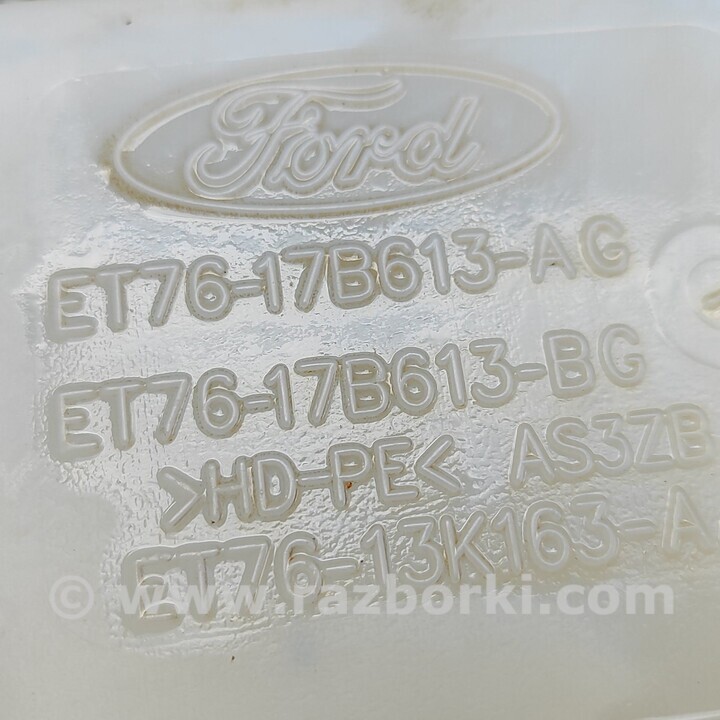 Ford
ET76-17B613-AG
ET76-17B613-BG
>HD-PE< AS3ZB
ET76-13K163-A
© www.razborki.com